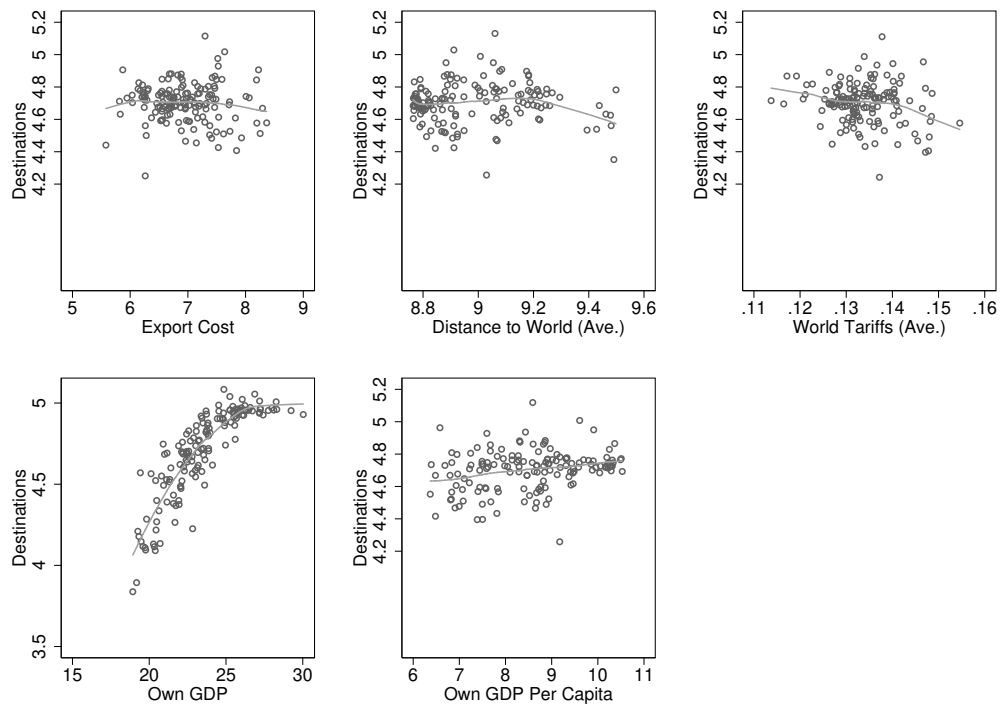 Destinations
5.2
5
4.8
4.6
4.4
4.2
5 6 7 8 9
Export Cost
Destinations
5.2
5
4.8
4.6
4.4
4.2
8.8 9 9.2 9.4 9.6
Distance to World (Ave.)
Destinations
5.2
5
4.8
4.6
4.4
4.2
.11 .12 .13 .14 .15 .16
World Tariffs (Ave.)
Destinations
5
4.5
4
3.5
15 20 25 30
Own GDP
Destinations
5.2
5
4.8
4.6
4.4
4.2
6 7 8 9 10 11
Own GDP Per Capita